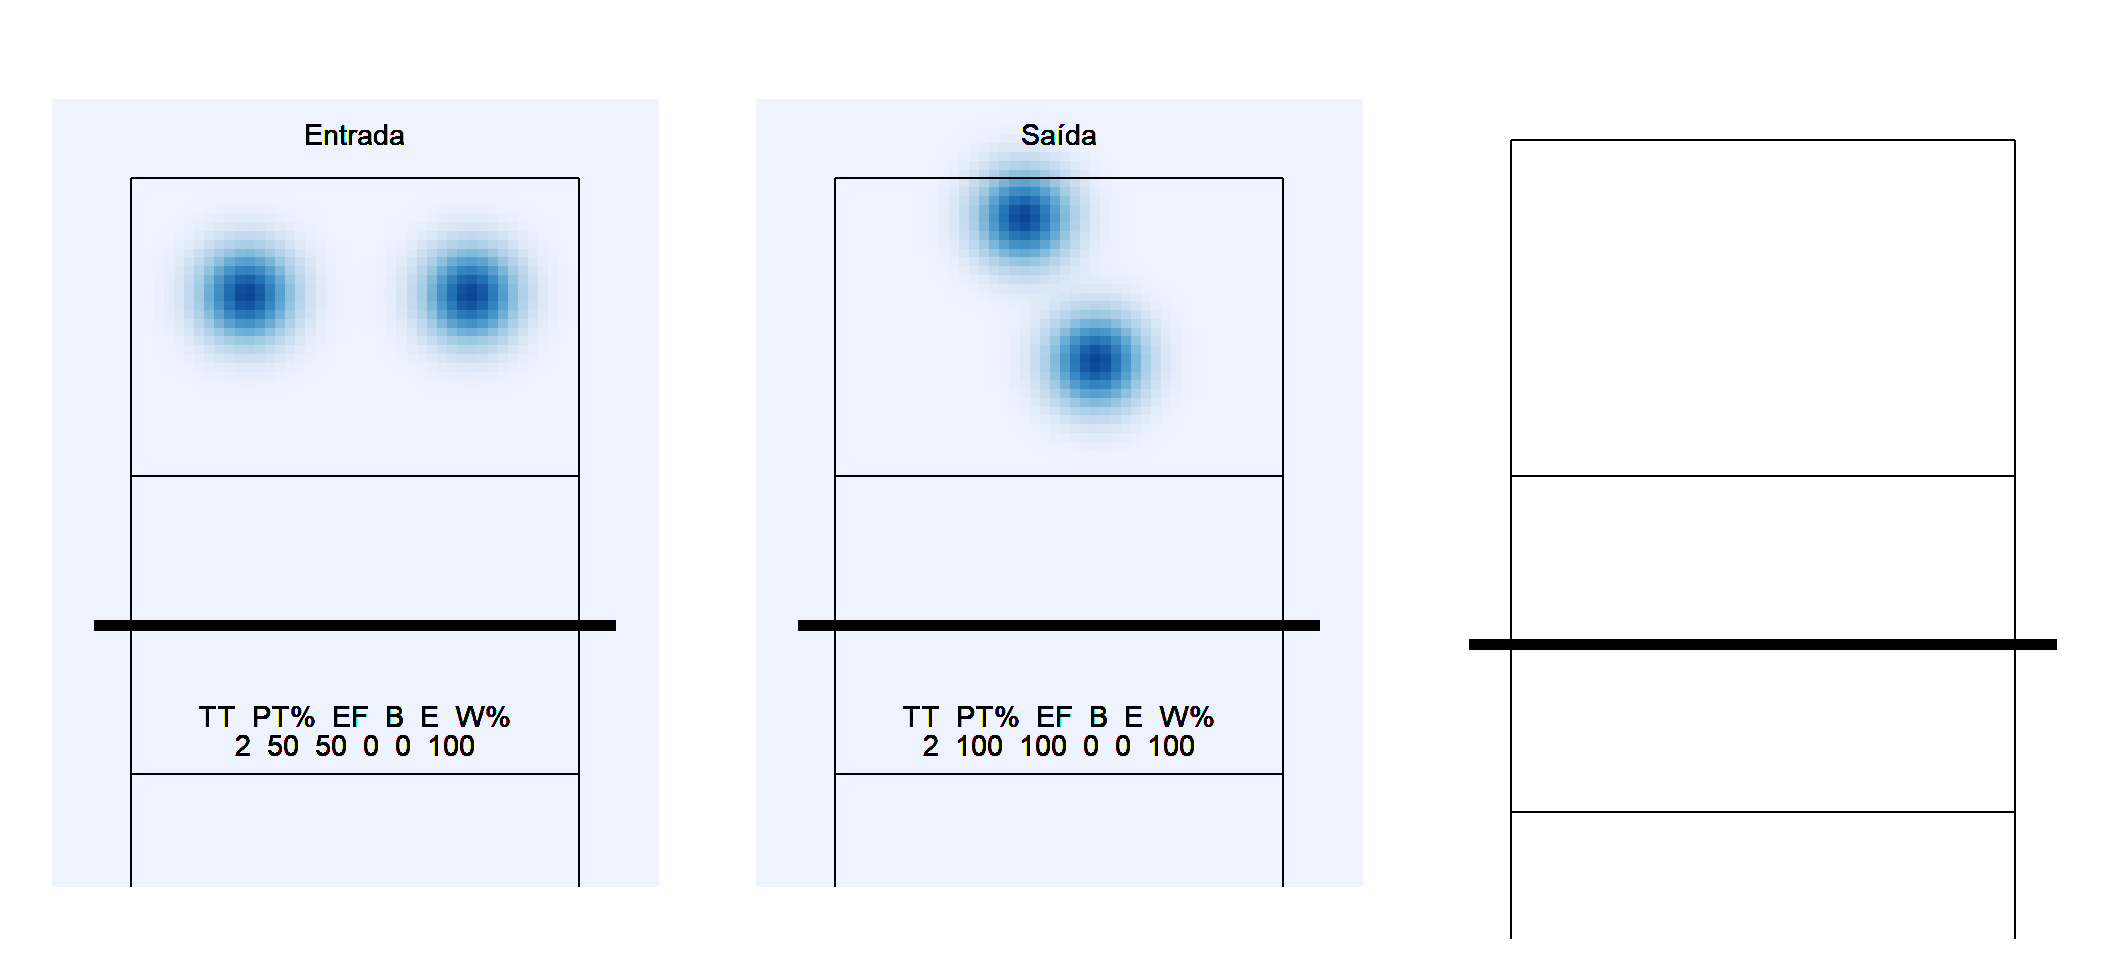 Entrada
TT PT% EF B E W%
2 50 50 0 0 100
Saída
TT PT% EF B E W%
2 100 100 0 0 100